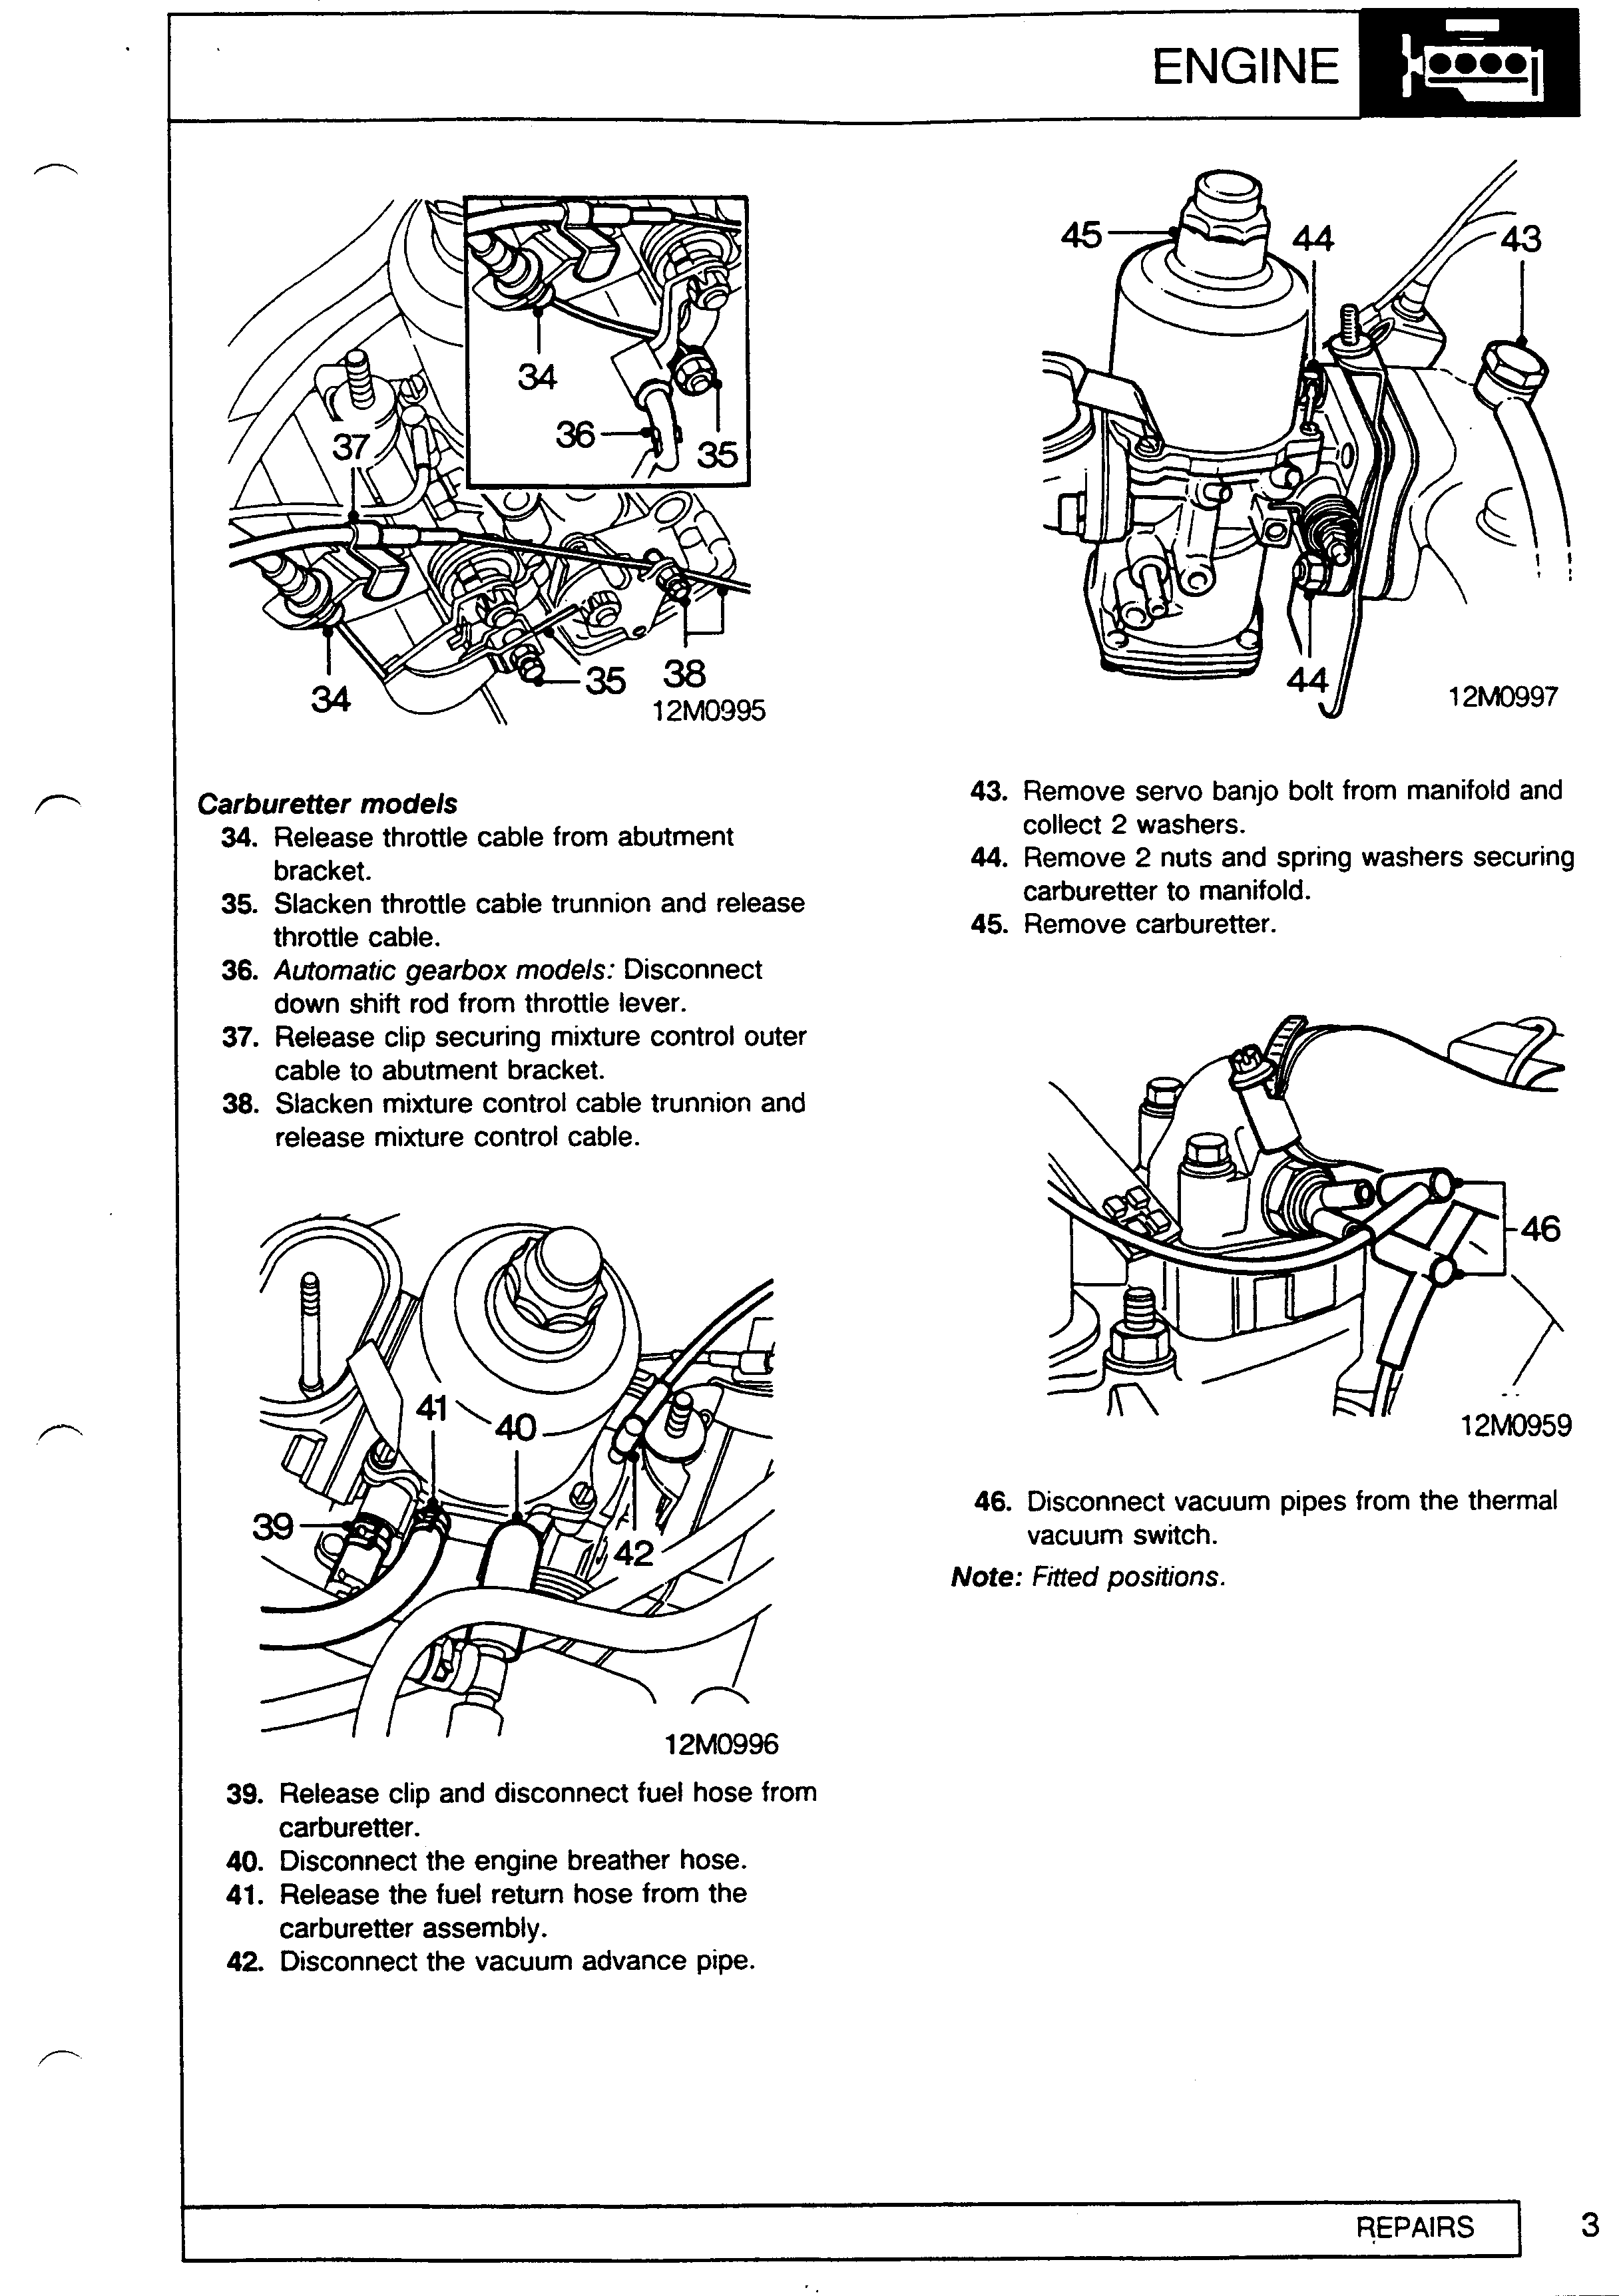 ENGINE
34
36
35
37
34
35
38
12M0995
Carburetter models
34. Release throttle cable from abutment
bracket.
35. Slacken throttle cable trunnion and release
throttle cable.
36. Automatic gearbox models: Disconnect
down shift rod from throttle lever.
37. Release clip securing mixture control outer
cable to abutment bracket.
38. Slacken mixture control cable trunnion and
release mixture control cable.
41
40
39
42
12M0996
39. Release clip and disconnect fuel hose from
carburetter.
40. Disconnect the engine breather hose.
41. Release the fuel return hose from the
carburetter assembly.
42. Disconnect the vacuum advance pipe.
45
44
43
44
12M0997
43. Remove servo banjo bolt from manifold and
collect 2 washers.
44. Remove 2 nuts and spring washers securing
carburetter to manifold.
45. Remove carburetter.
46
12M0959
46. Disconnect vacuum pipes from the thermal
vacuum switch.
Note: Fitted positions.
REPAIRS
3